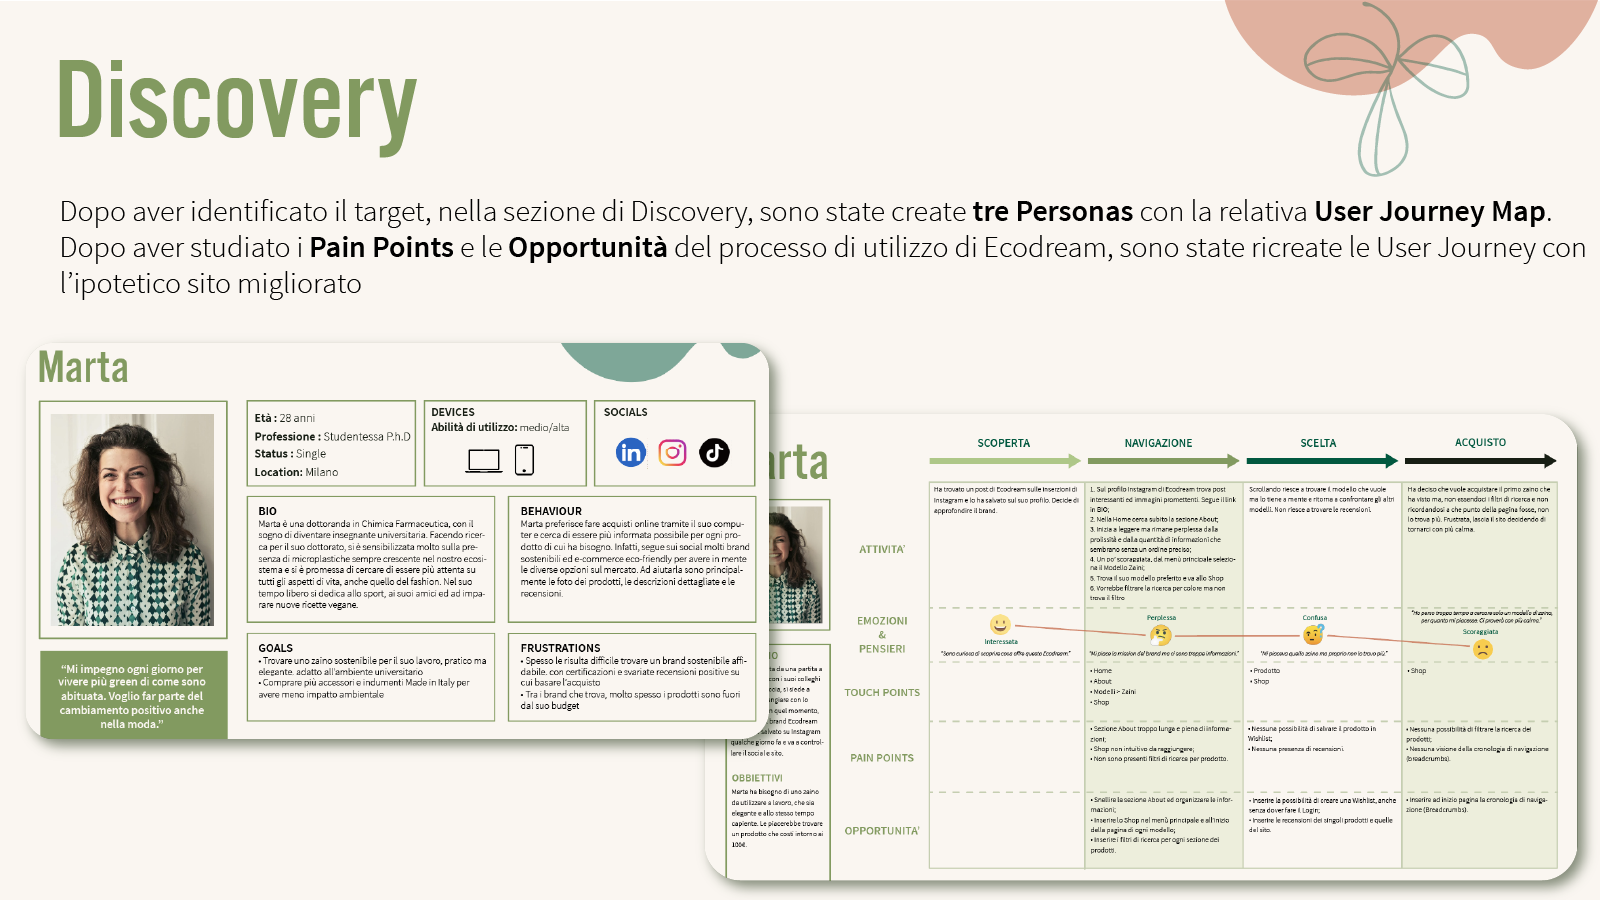 Discovery
Dopo aver identificato il target, nella sezione di Discovery, sono state create tre Personas con la relativa User Journey Map.
Dopo aver studiato i Pain Points e le Opportunità del processo di utilizzo di Ecodream, sono state ricreate le User Journey con
l’ipotetico sito migliorato
Marta
Età : 28 anni
Professione : Studentessa P.h.D
Status : Single
Location: Milano
DEVICES
Abilità di utilizzo: medio/alta
SOCIALS
BIO
Marta è una dottoranda in Chimica Farmaceutica, con il
sogno di diventare insegnante universitaria. Facendo ricer-
ca per il suo dottorato, si è sensibilizzata molto sulla pre-
senza di microplastiche sempre crescente nel nostro ecosi-
stema e si è promessa di cercare di essere più attenta su
tutti gli aspetti di vita, anche quello del fashion. Nel suo
tempo libero si dedica allo sport, ai suoi amici ed ad impa-
rare nuove ricette vegane.
BEHAVIOUR
Marta preferisce fare acquisti online tramite il suo compu-
ter e cerca di essere più informata possibile per ogni pro-
dotto di cui ha bisogno. Infatti, segue sui social molti brand
sostenibili ed e-commerce eco-friendly per avere in mente
le diverse opzioni sul mercato. Ad aiutarla sono principal-
mente le foto dei prodotti, le descrizioni dettagliate e le
recensioni.
GOALS
• Trovare uno zaino sostenibile per il suo lavoro, pratico ma
elegante. adatto all'ambiente universitario
• Comprare più accessori e indumenti Made in Italy per
avere meno impatto ambientale
FRUSTRATIONS
• Spesso le risulta difficile trovare un brand sostenibile affi-
dabile. con certificazioni e svariate recensioni positive su
cui basare l'acquisto
• Tra i brand che trova, molto spesso i prodotti sono fuori
dal suo budget
“Mi impegno ogni giorno per
vivere più green di come sono
abituata. Voglio far parte del
cambiamento positivo anche
nella moda.”
arta
ta da una partita a
con i suoi colleghi
ccia, si siede a
angiare con lo
n quel momento,
brand Ecodream
salvato su Instagram
qualche giorno fa e va a control-
lare il social e sito.
OBBIETTIVI
Marta ha bisogno di uno zaino
da utilizzare a lavoro, che sia
elegante e allo stesso tempo
capiente. Le piacerebbe trovare
un prodotto che costi intorno ai
100€.
SCOPERTA
NAVIGAZIONE
SCELTA
ACQUISTO
ATTIVITA’
Ha trovato un post di Ecodream sulle inserzioni di
Instagram e lo ha salvato sul suo profilo. Decide di
approfondire il brand.
1. Sul profilo Instagram di Ecodream trova post
interessanti ed immagini promettenti. Segue il link
in BIO;
2. Nella Home cerca subito la sezione About;
3. Inizia a leggere ma rimane perplessa dalla
prolissità e dalla quantità di informazioni che
sembrano senza un ordine preciso;
4. Un po' scoraggiata, dal menù principale selezio-
na il Modello Zaini;
5. Trova il suo modello preferito e va allo Shop
6. Vorrebbe filtrare la ricerca per colore ma non
trova il filtro
Scrollando riesce a trovare il modello che vuole
ma lo tiene a mente e ritorna a confrontare gli altri
modelli. Non riesce a trovare le recensioni.
Ha deciso che vuole acquistare il primo zaino che
ha visto ma, non essendoci i filtri di ricerca e non
ricordandosi a che punto della pagina fosse, non
lo trova più. Frustrata, lascia il sito decidendo di
tornarci con più calma.
EMOZIONI
&
PENSIERI
Interessata
"Sono curiosa di scoprire cosa offre questo Ecodream."
Perplessa
"Mi piace la mission del brand ma ci sono troppe informazioni."
Confusa
"Mi piaceva quello zaino ma proprio non lo trovo più."
"Ho perso troppo tempo a cercare solo un modello di zaino,
per quanto mi piacesse. Ci proverò con più calma."
Scoraggiata
TOUCH POINTS
• Home
• About
• Modelli > Zaini
• Shop
• Prodotto
• Shop
• Shop
PAIN POINTS
• Sezione About troppo lunga e piena di informa-
zioni;
• Shop non intuitivo da raggiungere;
• Non sono presenti filtri di ricerca per prodotto.
• Nessuna possibilità di salvare il prodotto in
Wishlist;
• Nessuna presenza di recensioni.
• Nessuna possibilità di filtrare la ricerca dei
prodotti;
• Nessuna visione della cronologia di navigazione
(breadcrumbs).
OPPORTUNITA’
• Snellire la sezione About ed organizzare le infor-
mazioni;
• Inserire lo Shop nel menù principale e all'inizio
della pagina di ogni modello;
• Inserire i filtri di ricerca per ogni sezione dei
prodotti.
• Inserire la possibilità di creare una Wishlist, anche
senza dover fare il Login;
• Inserire le recensioni dei singoli prodotti e quelle
del sito.
• Inserire ad inizio pagina la cronologia di naviga-
zione (Breadcrumbs).